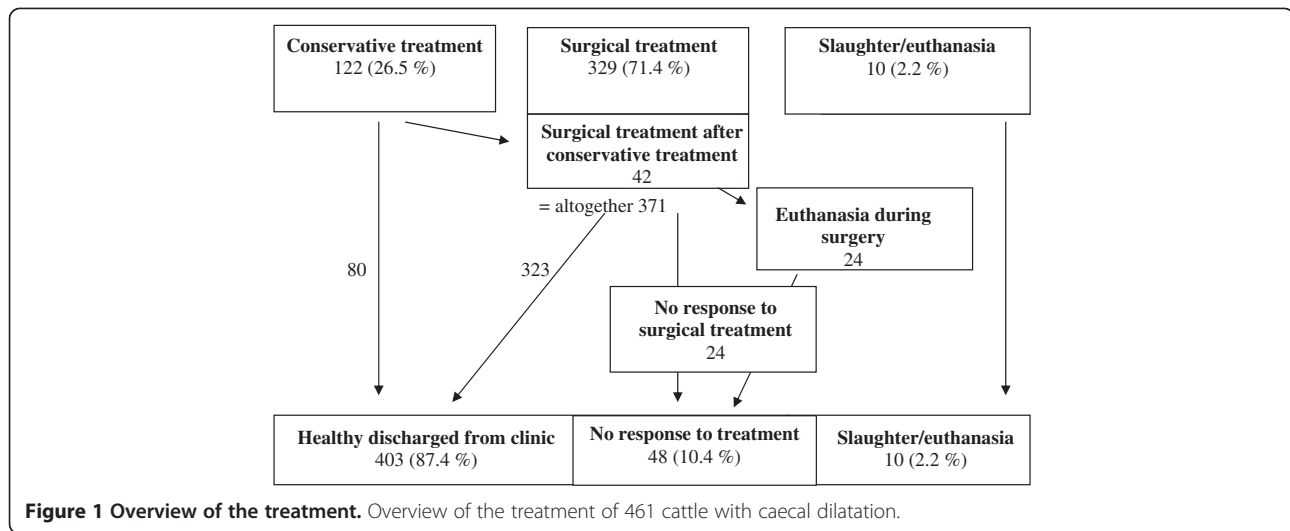 Conservative treatment
122 (26.5 %)
Surgical treatment
329 (71.4 %)
Slaughter/euthanasia
10 (2.2 %)
Surgical treatment after
conservative treatment
42
= altogether 371
Euthanasia during
surgery
24
80
323
No response to
surgical treatment
24
Healthy discharged from clinic
403 (87.4 %)
No response to treatment
48 (10.4 %)
Slaughter/euthanasia
10 (2.2 %)
Figure 1 Overview of the treatment. Overview of the treatment of 461 cattle with caecal dilatation.